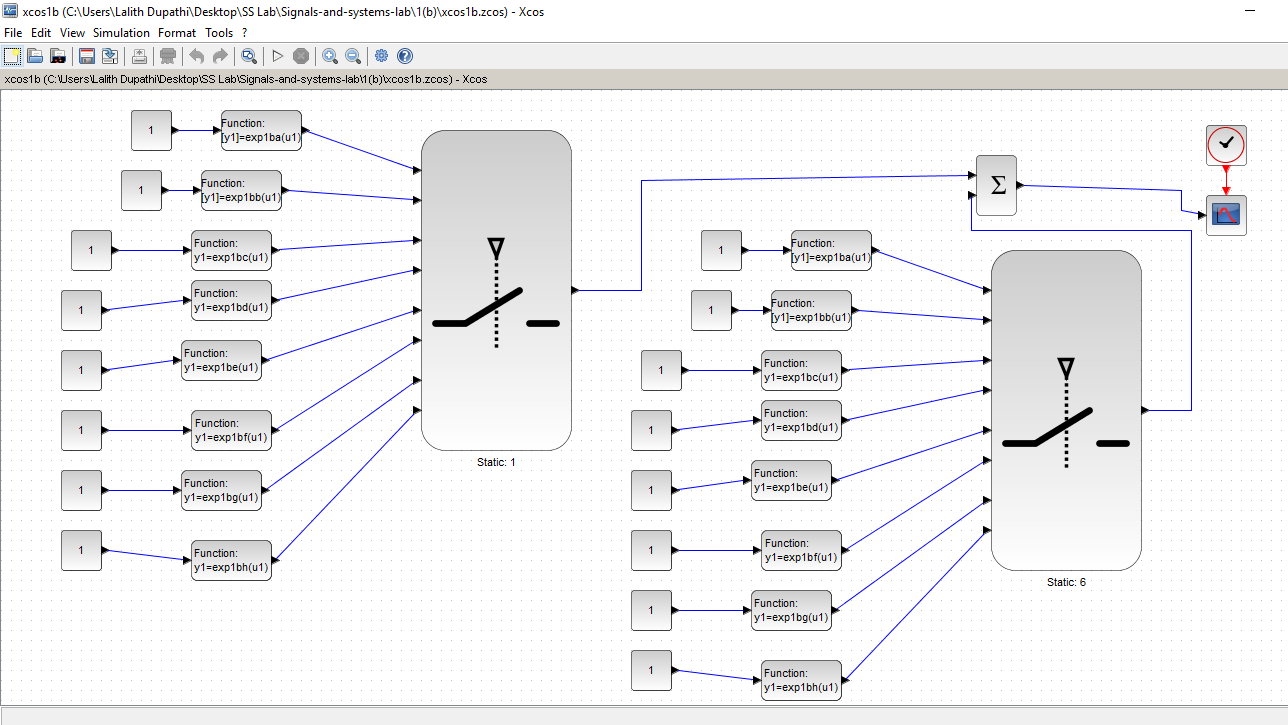 xcos1b (C:\Users\Lalith Dupathi\Desktop\SS Lab\Signals-and-systems-lab\1(b)\xcos1b.zcos) - Xcos
File Edit View Simulation Format Tools ?
xcos1b (C:\Users\Lalith Dupathi\Desktop\SS Lab\Signals-and-systems-lab\1(b)\xcos1b.zcos) - Xcos
1
Function:
[y1]=exp1ba(u1)
1
Function:
[y1]=exp1bb(u1)
1
Function:
y1=exp1bc(u1)
1
Function:
y1=exp1bd(u1)
1
Function:
y1=exp1be(u1)
1
Function:
y1=exp1bf(u1)
1
Function:
y1=exp1bg(u1)
1
Function:
y1=exp1bh(u1)
Static: 1
Σ
1
Function:
[y1]=exp1ba(u1)
1
Function:
[y1]=exp1bb(u1)
1
Function:
y1=exp1bc(u1)
1
Function:
y1=exp1bd(u1)
1
Function:
y1=exp1be(u1)
1
Function:
y1=exp1bf(u1)
1
Function:
y1=exp1bg(u1)
1
Function:
y1=exp1bh(u1)
Static: 6